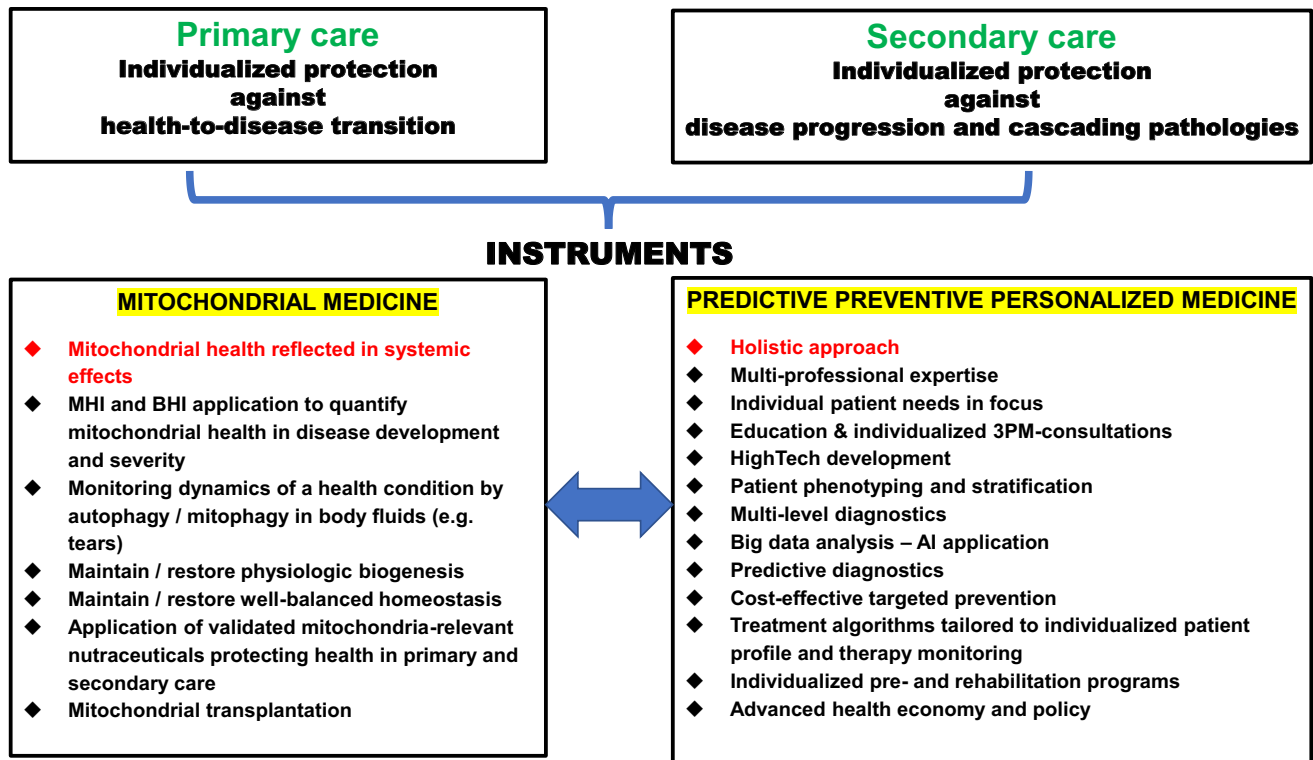 Primary care
Individualized protection
against
health-to-disease transition
Secondary care
Individualized protection
against
disease progression and cascading pathologies
INSTRUMENTS
MITOCHONDRIAL MEDICINE
◆ Mitochondrial health reflected in systemic
effects
◆ MHI and BHI application to quantify
mitochondrial health in disease development
and severity
◆ Monitoring dynamics of a health condition by
autophagy / mitophagy in body fluids (e.g.
tears)
◆ Maintain / restore physiologic biogenesis
◆ Maintain / restore well-balanced homeostasis
◆ Application of validated mitochondria-relevant
nutraceuticals protecting health in primary and
secondary care
◆ Mitochondrial transplantation
PREDICTIVE PREVENTIVE PERSONALIZED MEDICINE
◆ Holistic approach
◆ Multi-professional expertise
◆ Individual patient needs in focus
◆ Education & individualized 3PM-consultations
◆ HighTech development
◆ Patient phenotyping and stratification
◆ Multi-level diagnostics
◆ Big data analysis – AI application
◆ Predictive diagnostics
◆ Cost-effective targeted prevention
◆ Treatment algorithms tailored to individualized patient
profile and therapy monitoring
◆ Individualized pre- and rehabilitation programs
◆ Advanced health economy and policy